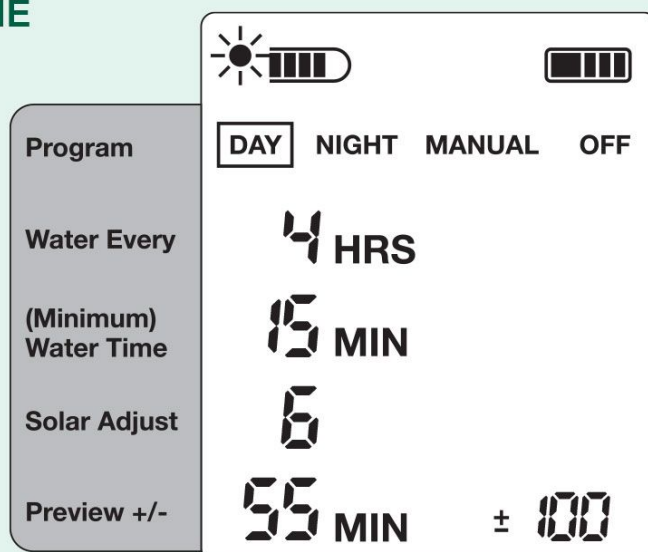 Program DAY NIGHT MANUAL OFF
Water Every 4 HRS
(Minimum)
Water Time 15 MIN
Solar Adjust 6
Preview +/- 55 MIN ± 100